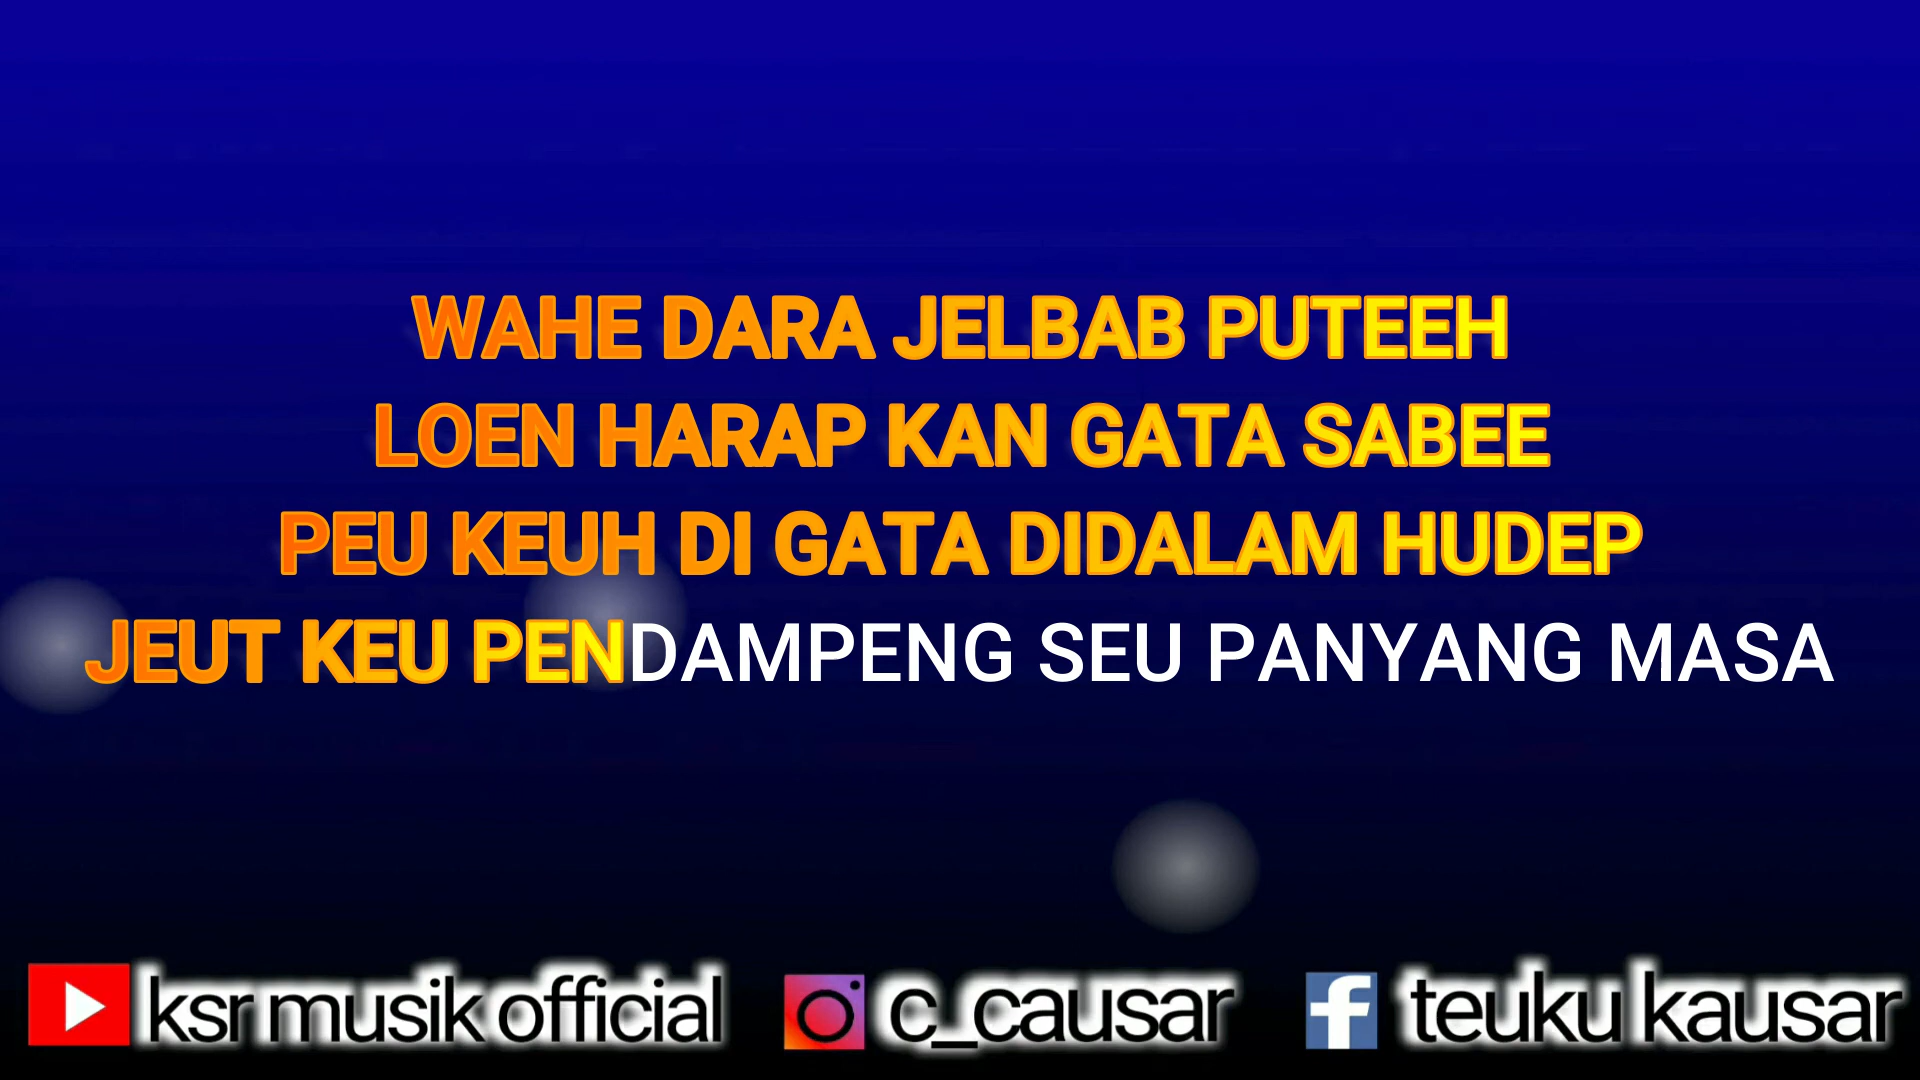 WAHE DARA JELBAB PUTEEH
LOEN HARAP KAN GATA SABEE
PEU KEUH DI GATA DIDALAM HUDEP
JEUT KEU PENDAMPENG SEU PANYANG MASA
ksr musik official c_causar teuku kausar